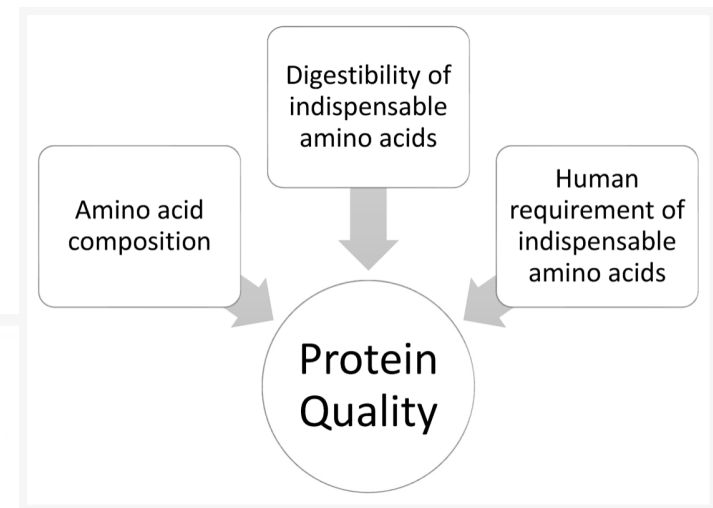 Digestibility of
indispensable
amino acids
Amino acid
composition
Human
requirement of
indispensable
amino acids
Protein
Quality